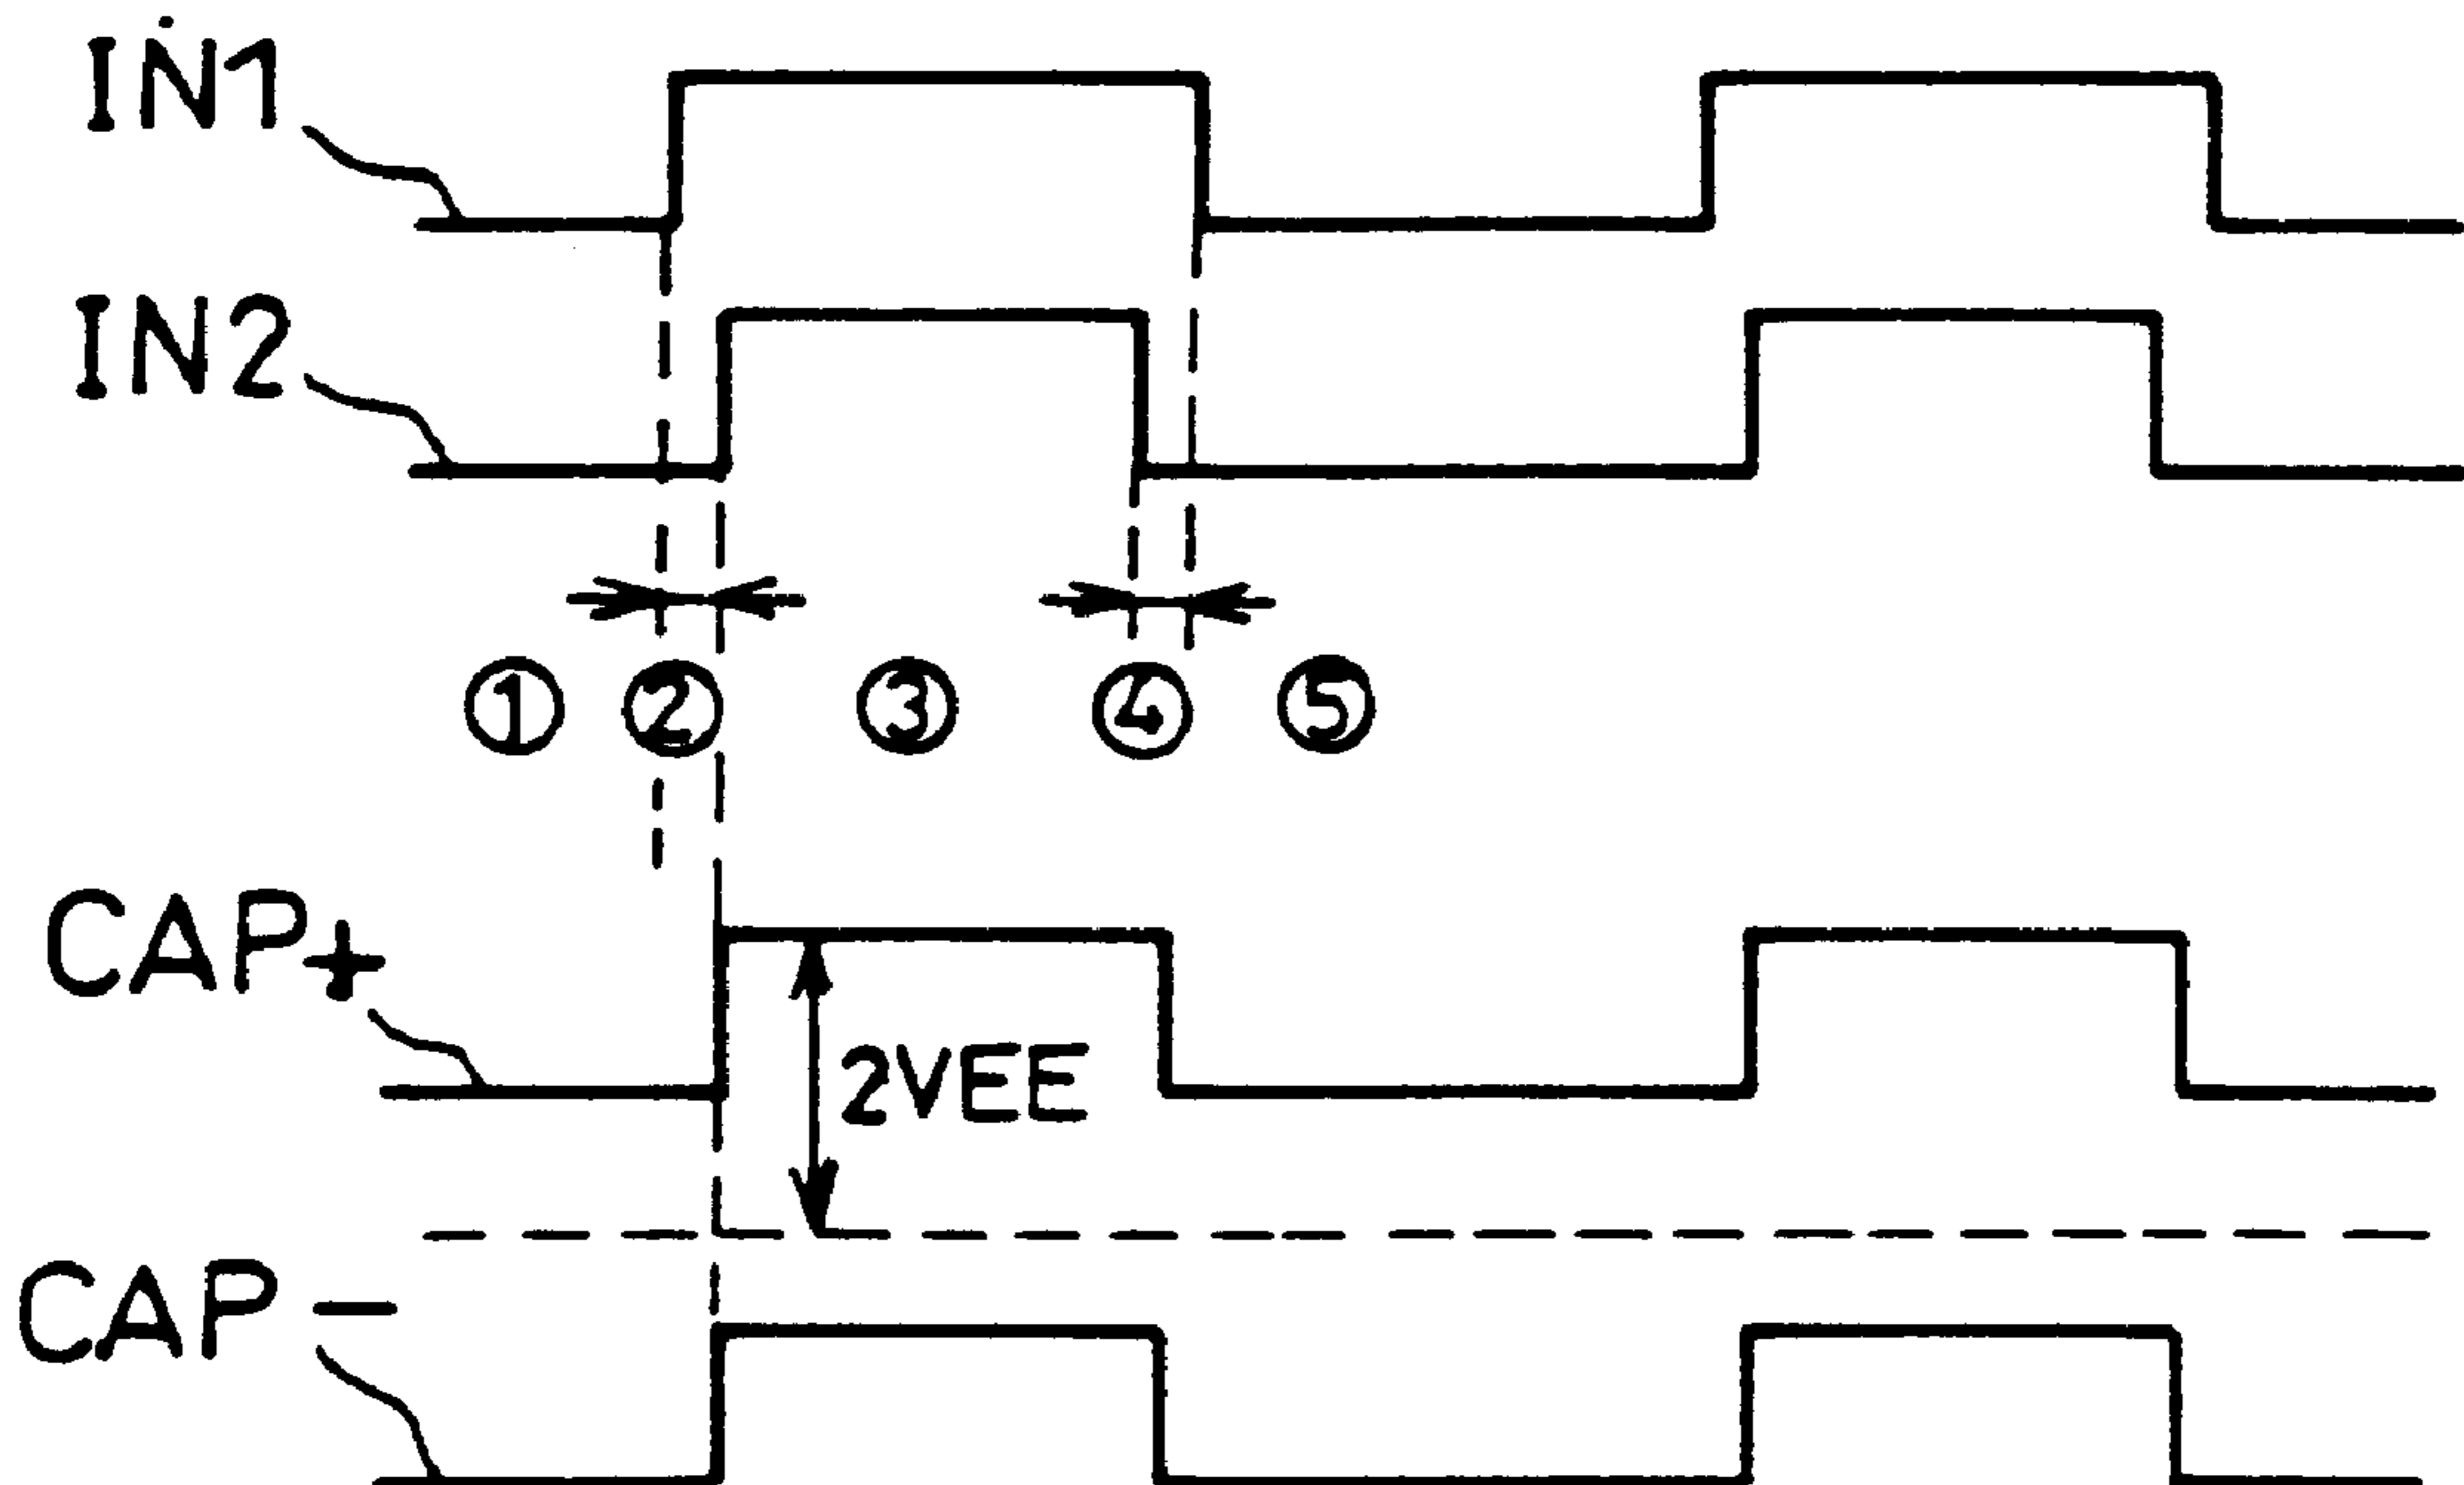 IN1
IN2
① ② ③ ④ ⑤
CAP+
2VEE
CAP-